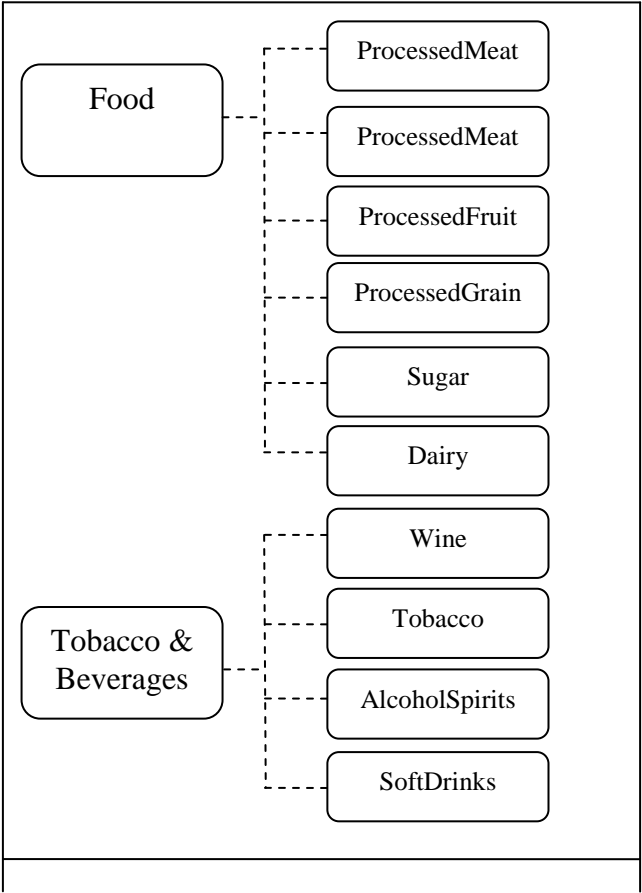 Food
ProcessedMeat
ProcessedMeat
ProcessedFruit
ProcessedGrain
Sugar
Dairy
Tobacco &
Beverages
Wine
Tobacco
AlcoholSpirits
SoftDrinks